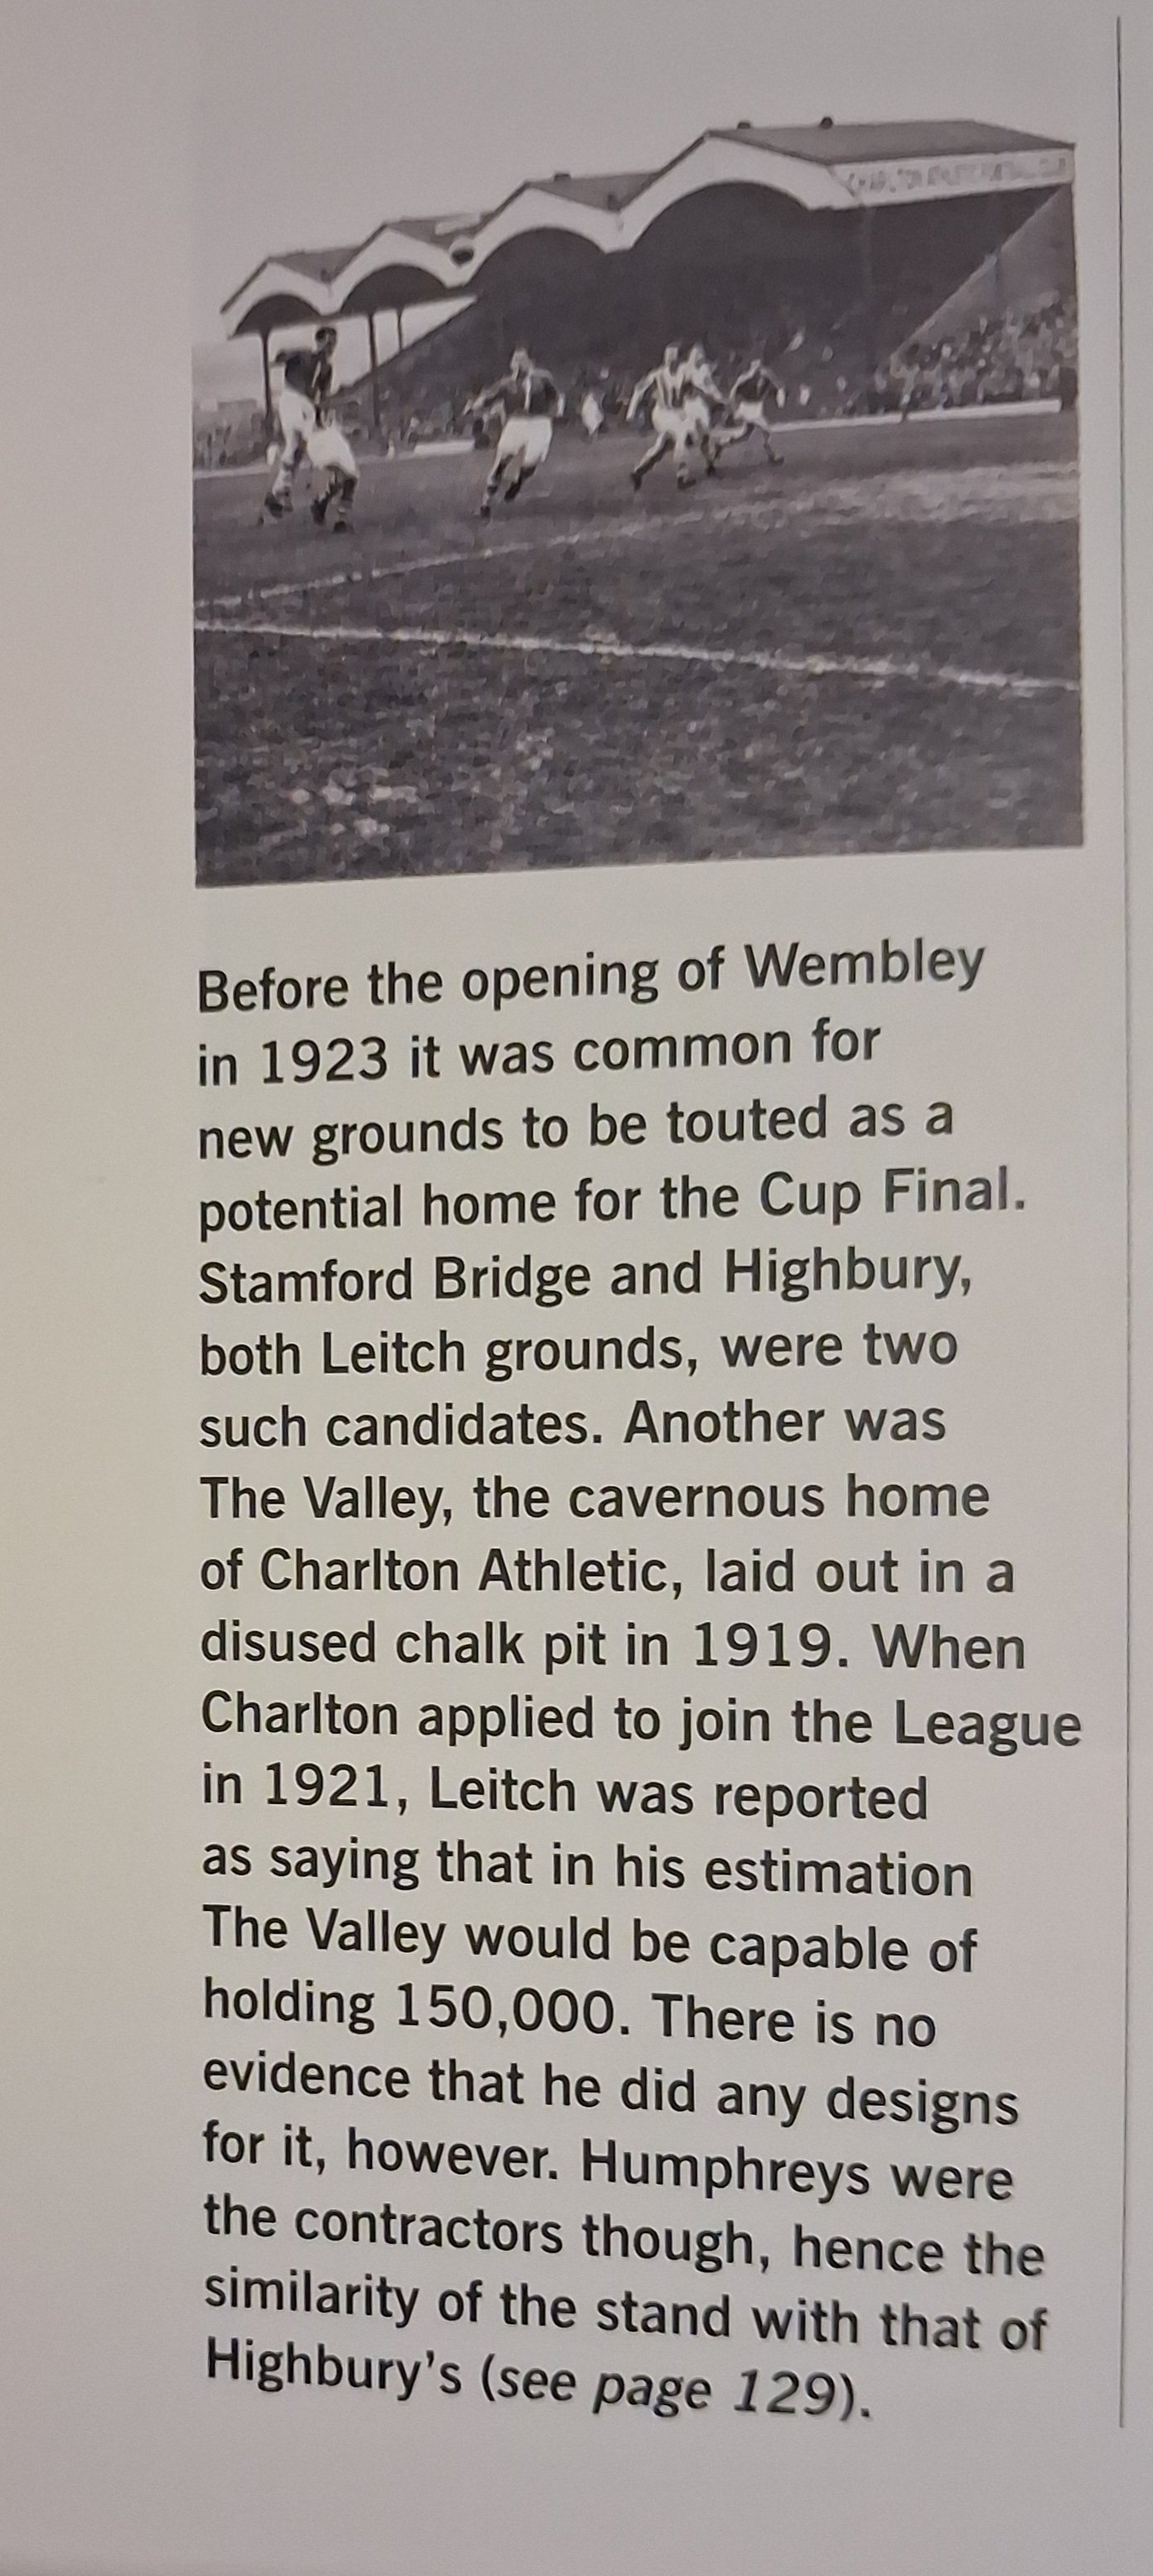 CHARLTON ATHLETIC FOOTBALL CLUB
Before the opening of Wembley
in 1923 it was common for
new grounds to be touted as a
potential home for the Cup Final.
Stamford Bridge and Highbury,
both Leitch grounds, were two
such candidates. Another was
The Valley, the cavernous home
of Charlton Athletic, laid out in a
disused chalk pit in 1919. When
Charlton applied to join the League
in 1921, Leitch was reported
as saying that in his estimation
The Valley would be capable of
holding 150,000. There is no
evidence that he did any designs
for it, however. Humphreys were
the contractors though, hence the
similarity of the stand with that of
Highbury's (see page 129).